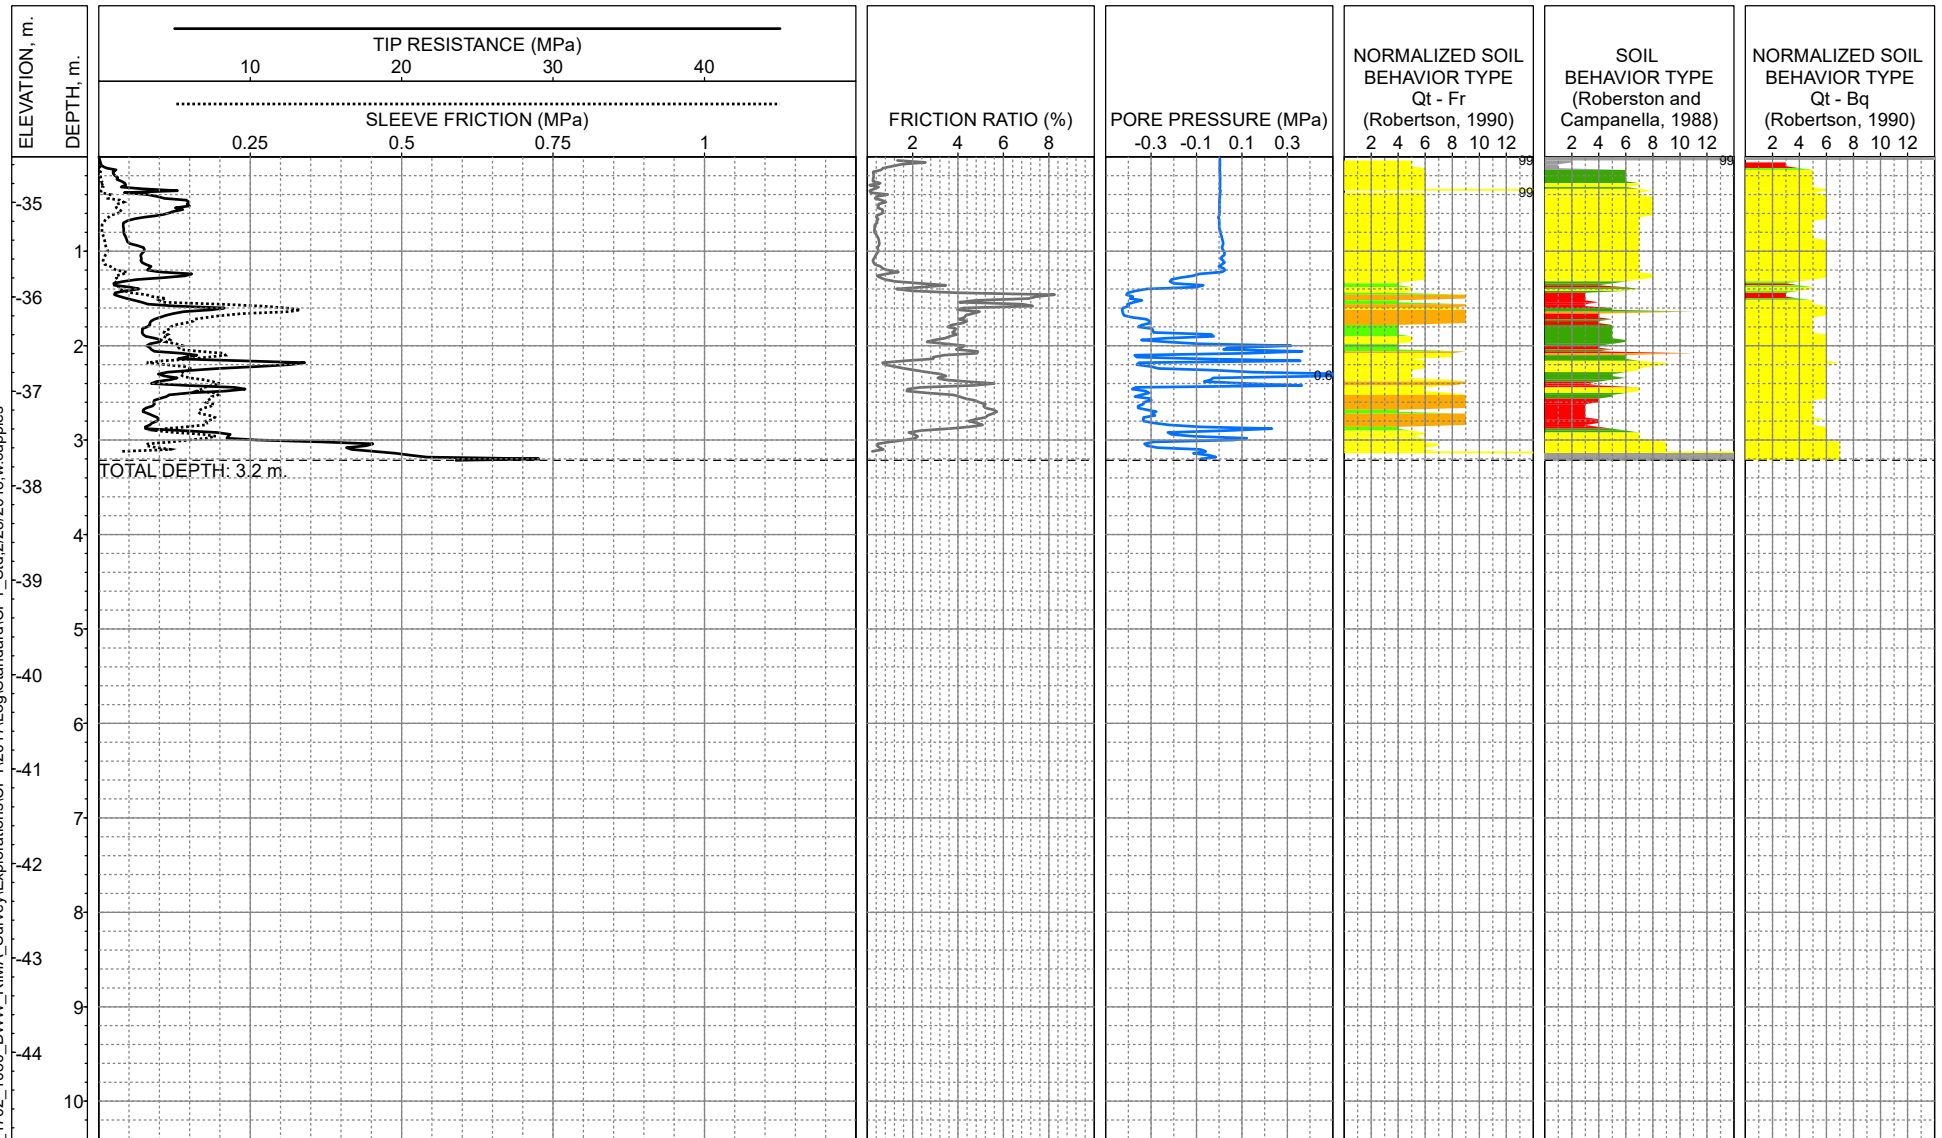 ELEVATION, m.
DEPTH, m.
TIP RESISTANCE (MPa)
10 20 30 40
SLEEVE FRICTION (MPa)
0.25 0.5 0.75 1
FRICTION RATIO (%)
2 4 6 8
PORE PRESSURE (MPa)
-0.3 -0.1 0.1 0.3
NORMALIZED SOIL
BEHAVIOR TYPE
Qt - Fr
(Robertson, 1990)
2 4 6 8 10 12
SOIL
BEHAVIOR TYPE
(Roberston and
Campanella, 1988)
2 4 6 8 10 12
NORMALIZED SOIL
BEHAVIOR TYPE
Qt - Bq
(Robertson, 1990)
2 4 6 8 10 12
99
99
99
0.6
-35
-36
-37
-38
-39
-40
-41
-42
-43
-44
1
2
3
4
5
6
7
8
9
10
TOTAL DEPTH: 3.2 m.